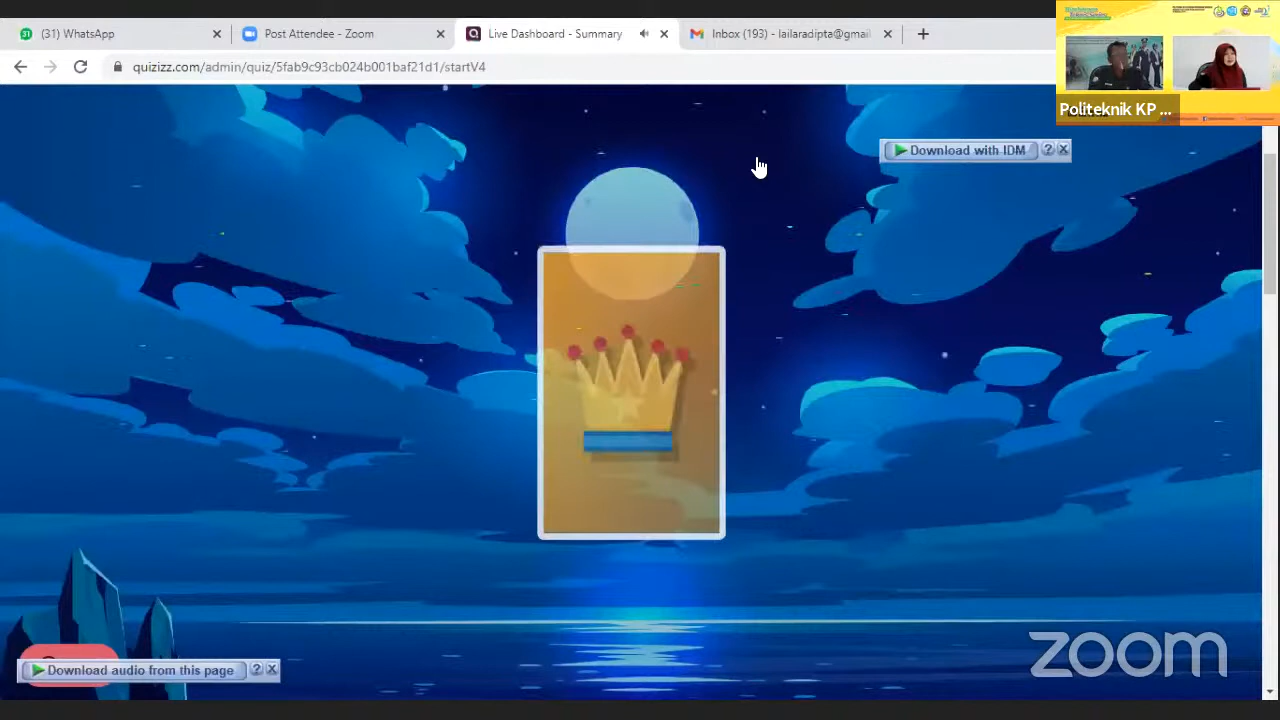 (31) WhatsApp
Post Attendee - Zoom
Live Dashboard - Summary
Inbox (193) - lailaradipta@gmai
quizizz.com/admin/quiz/5fab9c93cb024b001baf21d1/startV4
Politeknik KP ...
Download with IDM
?
Download audio from this page
?
zoom